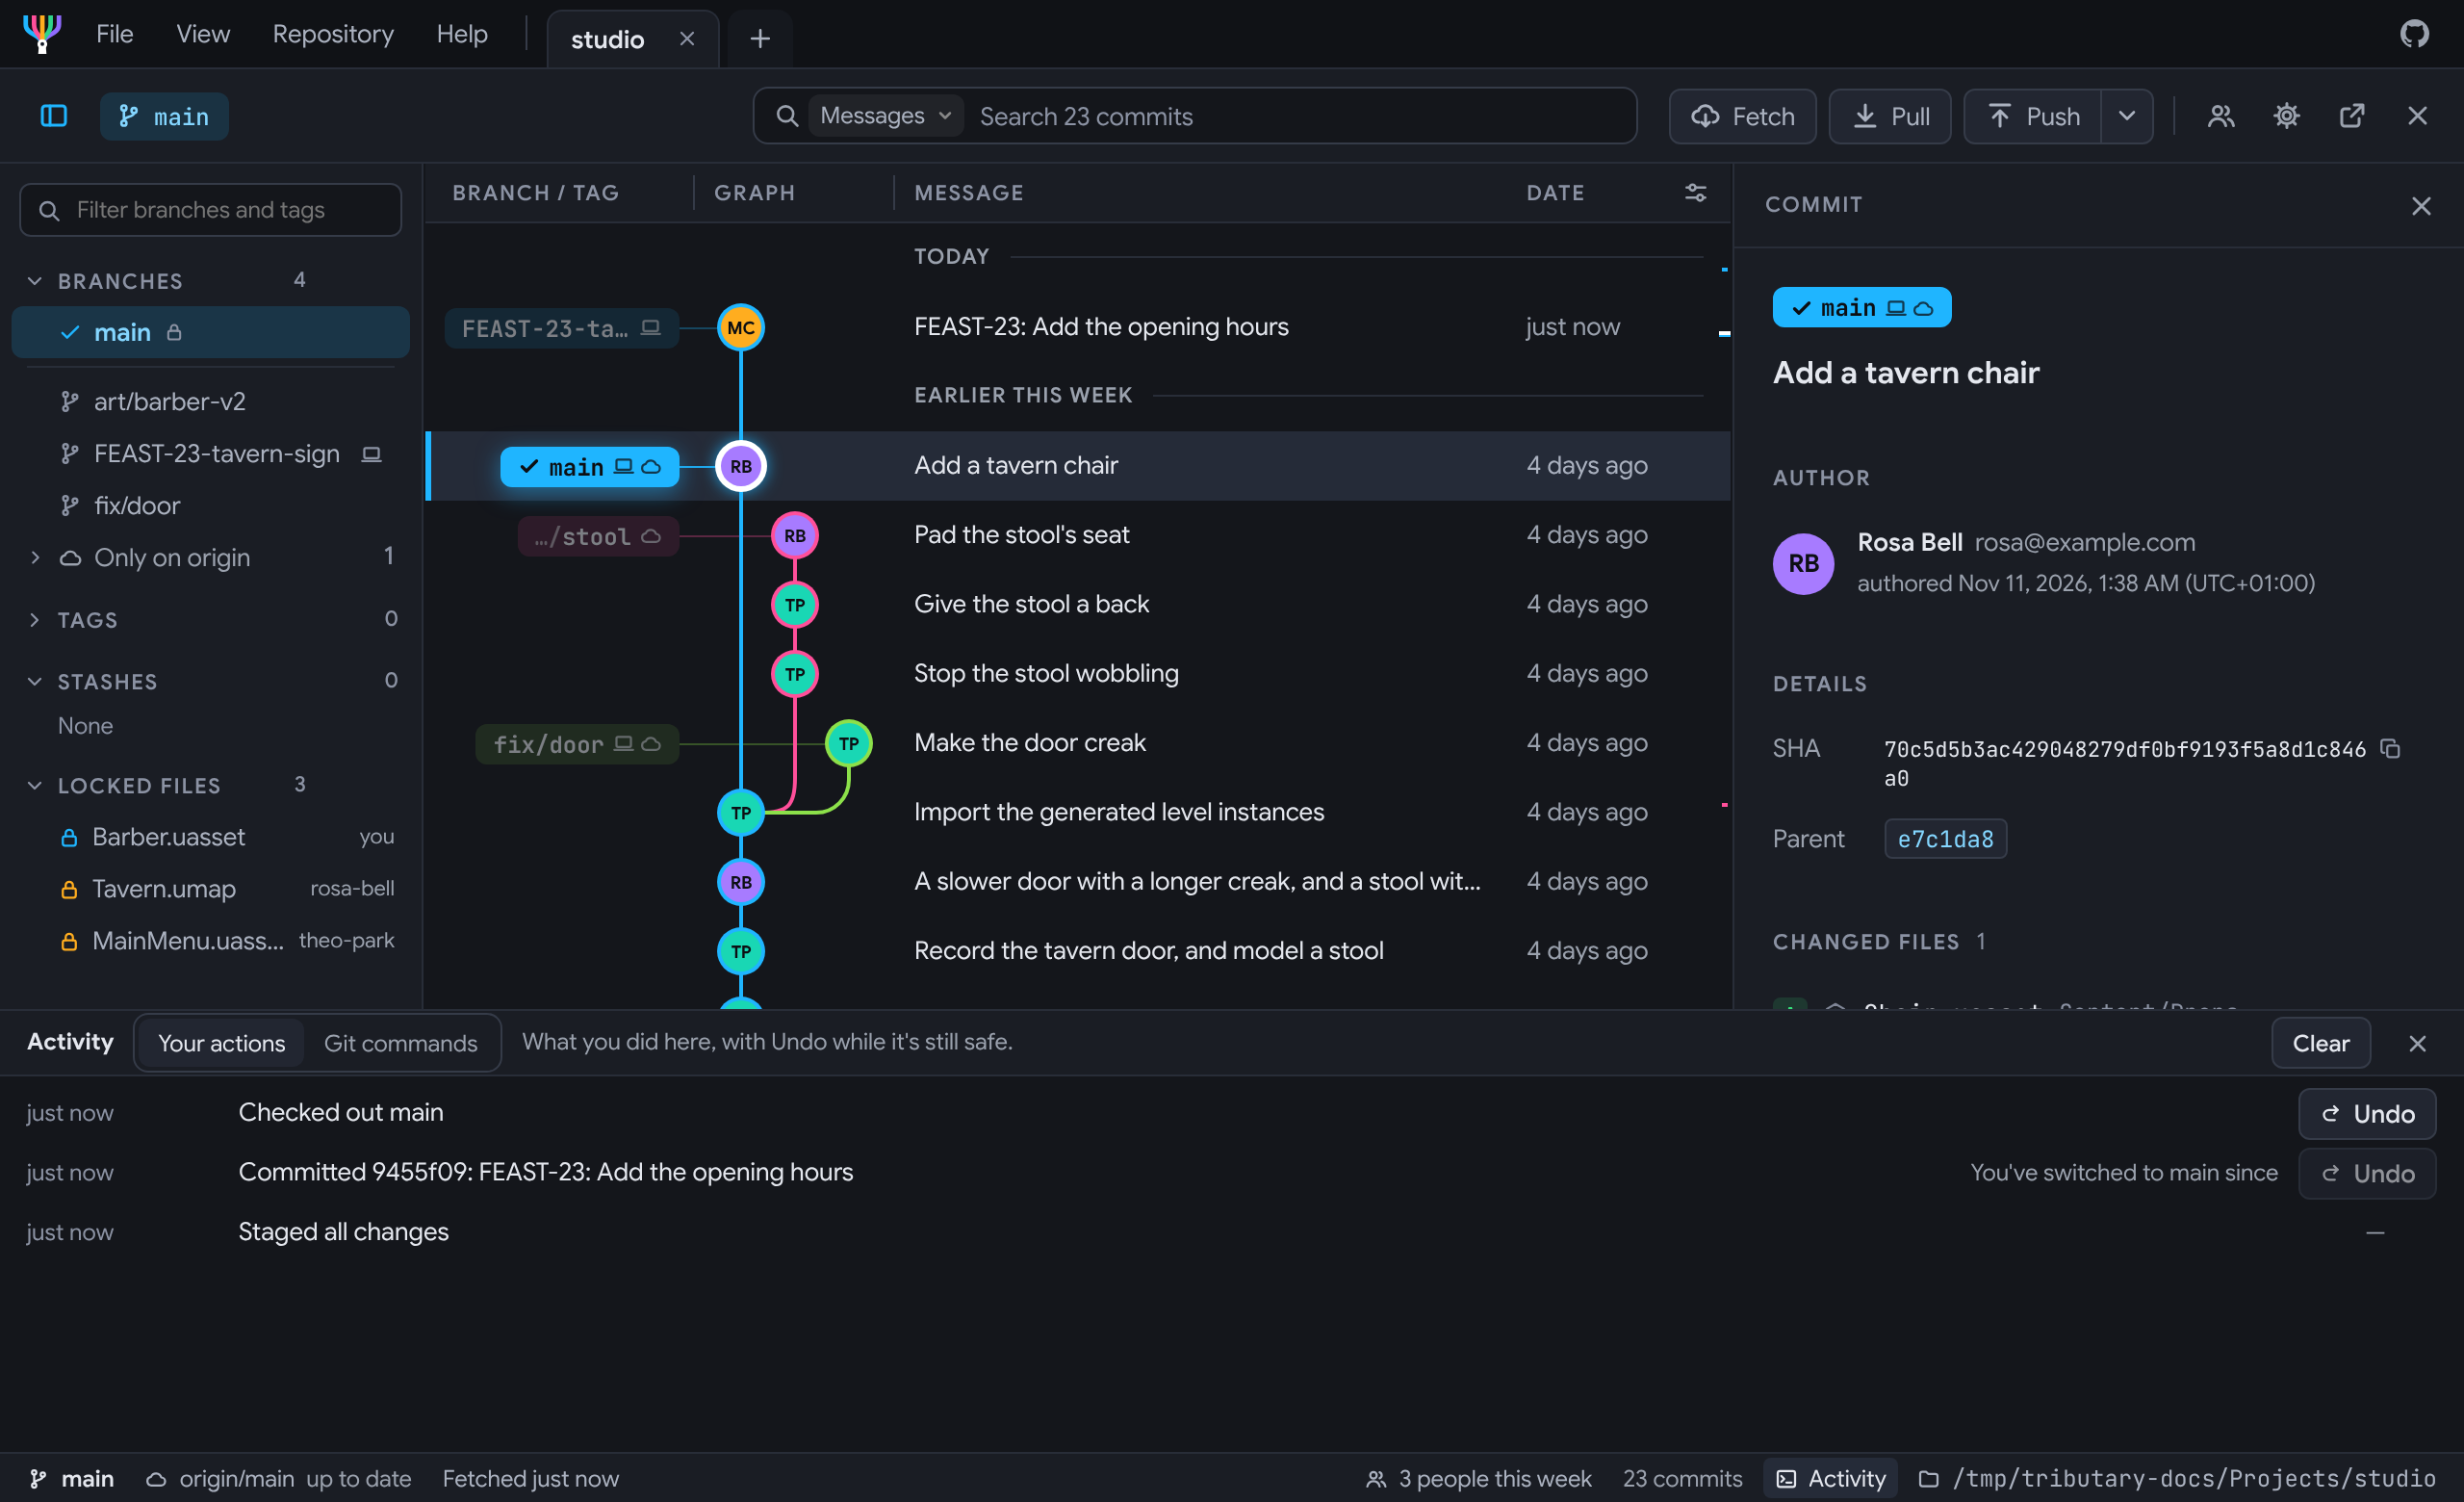 File View Repository Help studio
main Messages Search 23 commits Fetch Pull Push
Filter branches and tags
BRANCHES 4
main
art/barber-v2
FEAST-23-tavern-sign
fix/door
Only on origin 1
TAGS 0
STASHES 0
None
LOCKED FILES 3
Barber.uasset you
Tavern.umap rosa-bell
MainMenu.uass... theo-park
BRANCH / TAG GRAPH MESSAGE DATE
TODAY
FEAST-23-ta… MC FEAST-23: Add the opening hours just now
EARLIER THIS WEEK
main RB Add a tavern chair 4 days ago
…/stool RB Pad the stool's seat 4 days ago
TP Give the stool a back 4 days ago
TP Stop the stool wobbling 4 days ago
fix/door TP Make the door creak 4 days ago
TP Import the generated level instances 4 days ago
RB A slower door with a longer creak, and a stool wit... 4 days ago
TP Record the tavern door, and model a stool 4 days ago
COMMIT
main
Add a tavern chair
AUTHOR
RB Rosa Bell rosa@example.com
authored Nov 11, 2026, 1:38 AM (UTC+01:00)
DETAILS
SHA 70c5d5b3ac429048279df0bf9193f5a8d1c846
a0
Parent e7c1da8
CHANGED FILES 1
Activity Your actions Git commands What you did here, with Undo while it's still safe. Clear
just now Checked out main Undo
just now Committed 9455f09: FEAST-23: Add the opening hours You've switched to main since Undo
just now Staged all changes —
main origin/main up to date Fetched just now 3 people this week 23 commits Activity /tmp/tributary-docs/Projects/studio